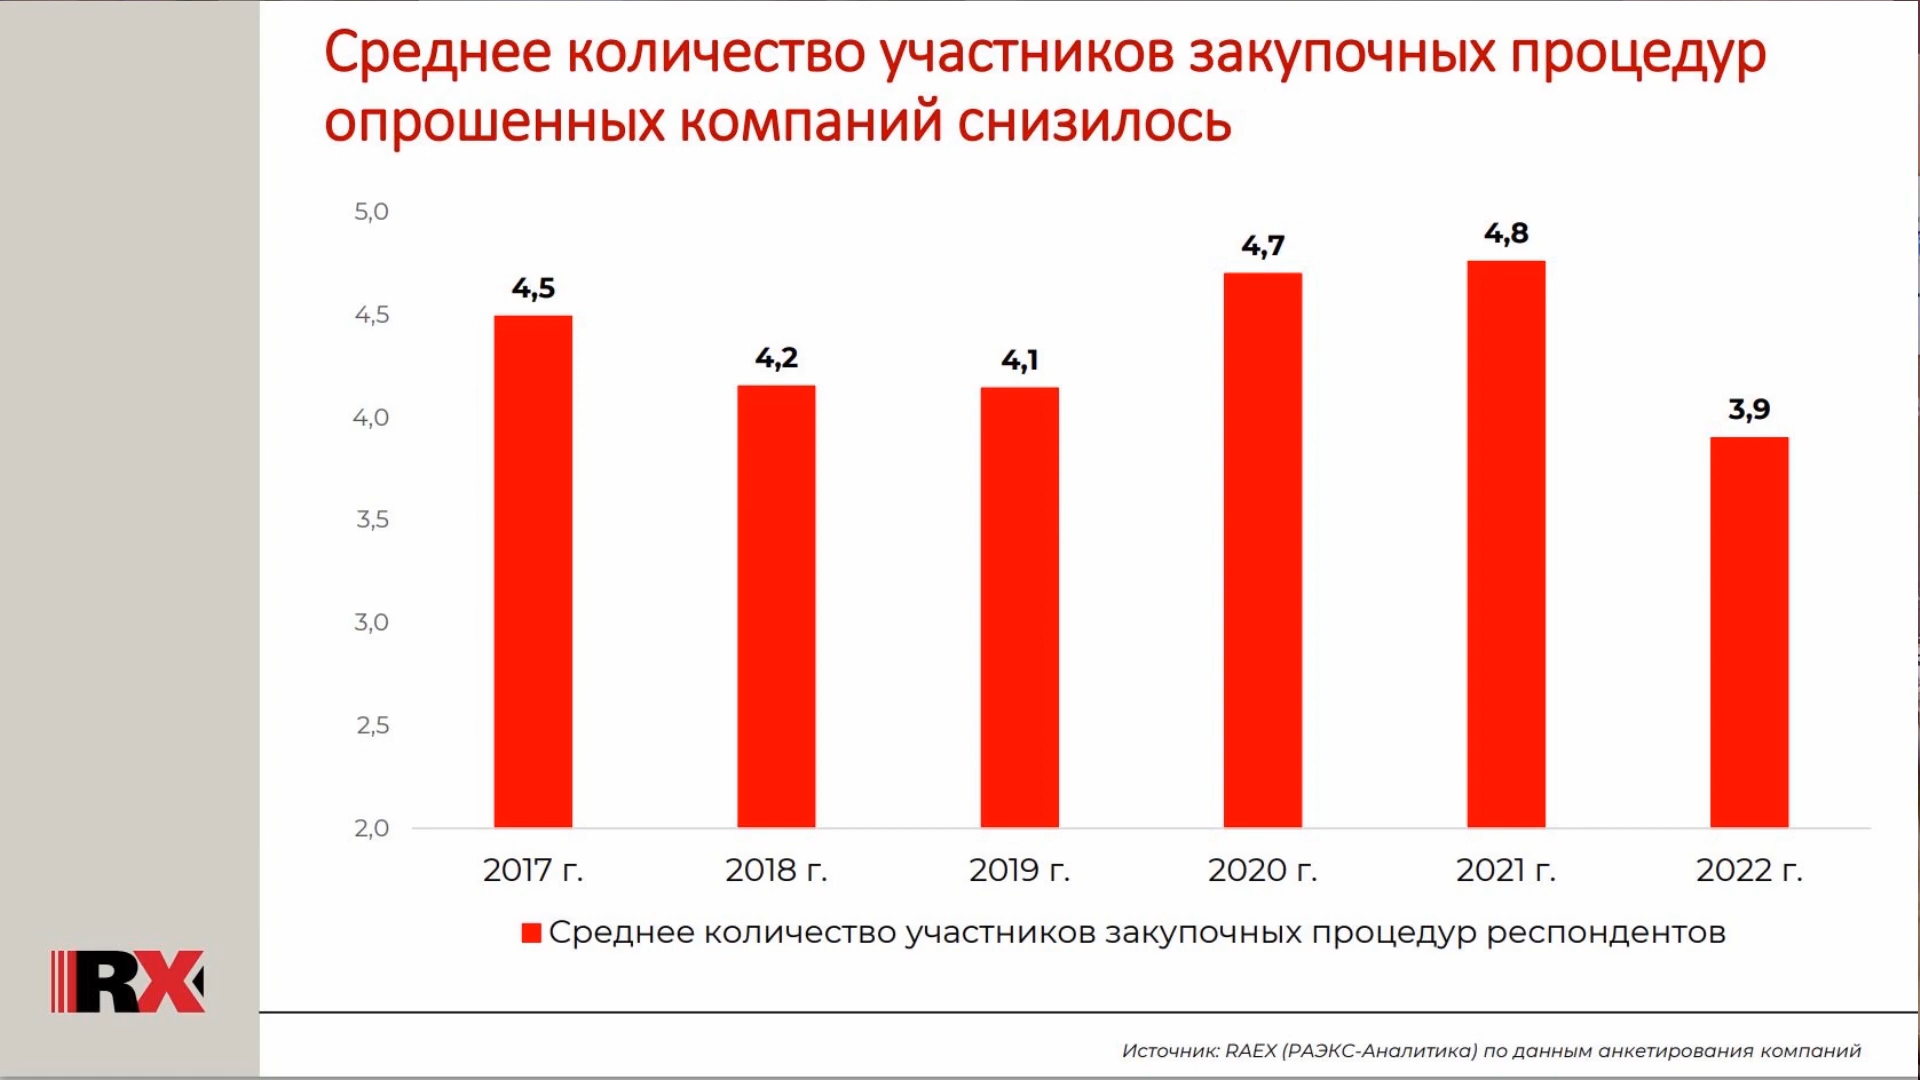 Среднее количество участников закупочных процедур
опрошенных компаний снизилось
5,0
4,5
4,0
3,5
3,0
2,5
2,0
4,5
4,2
4,1
4,7
4,8
3,9
2017 г.
2018 г.
2019 г.
2020 г.
2021 г.
2022 г.
Среднее количество участников закупочных процедур респондентов
RX
Источник: RAEX (РАЭКС-Аналитика) по данным анкетирования компаний